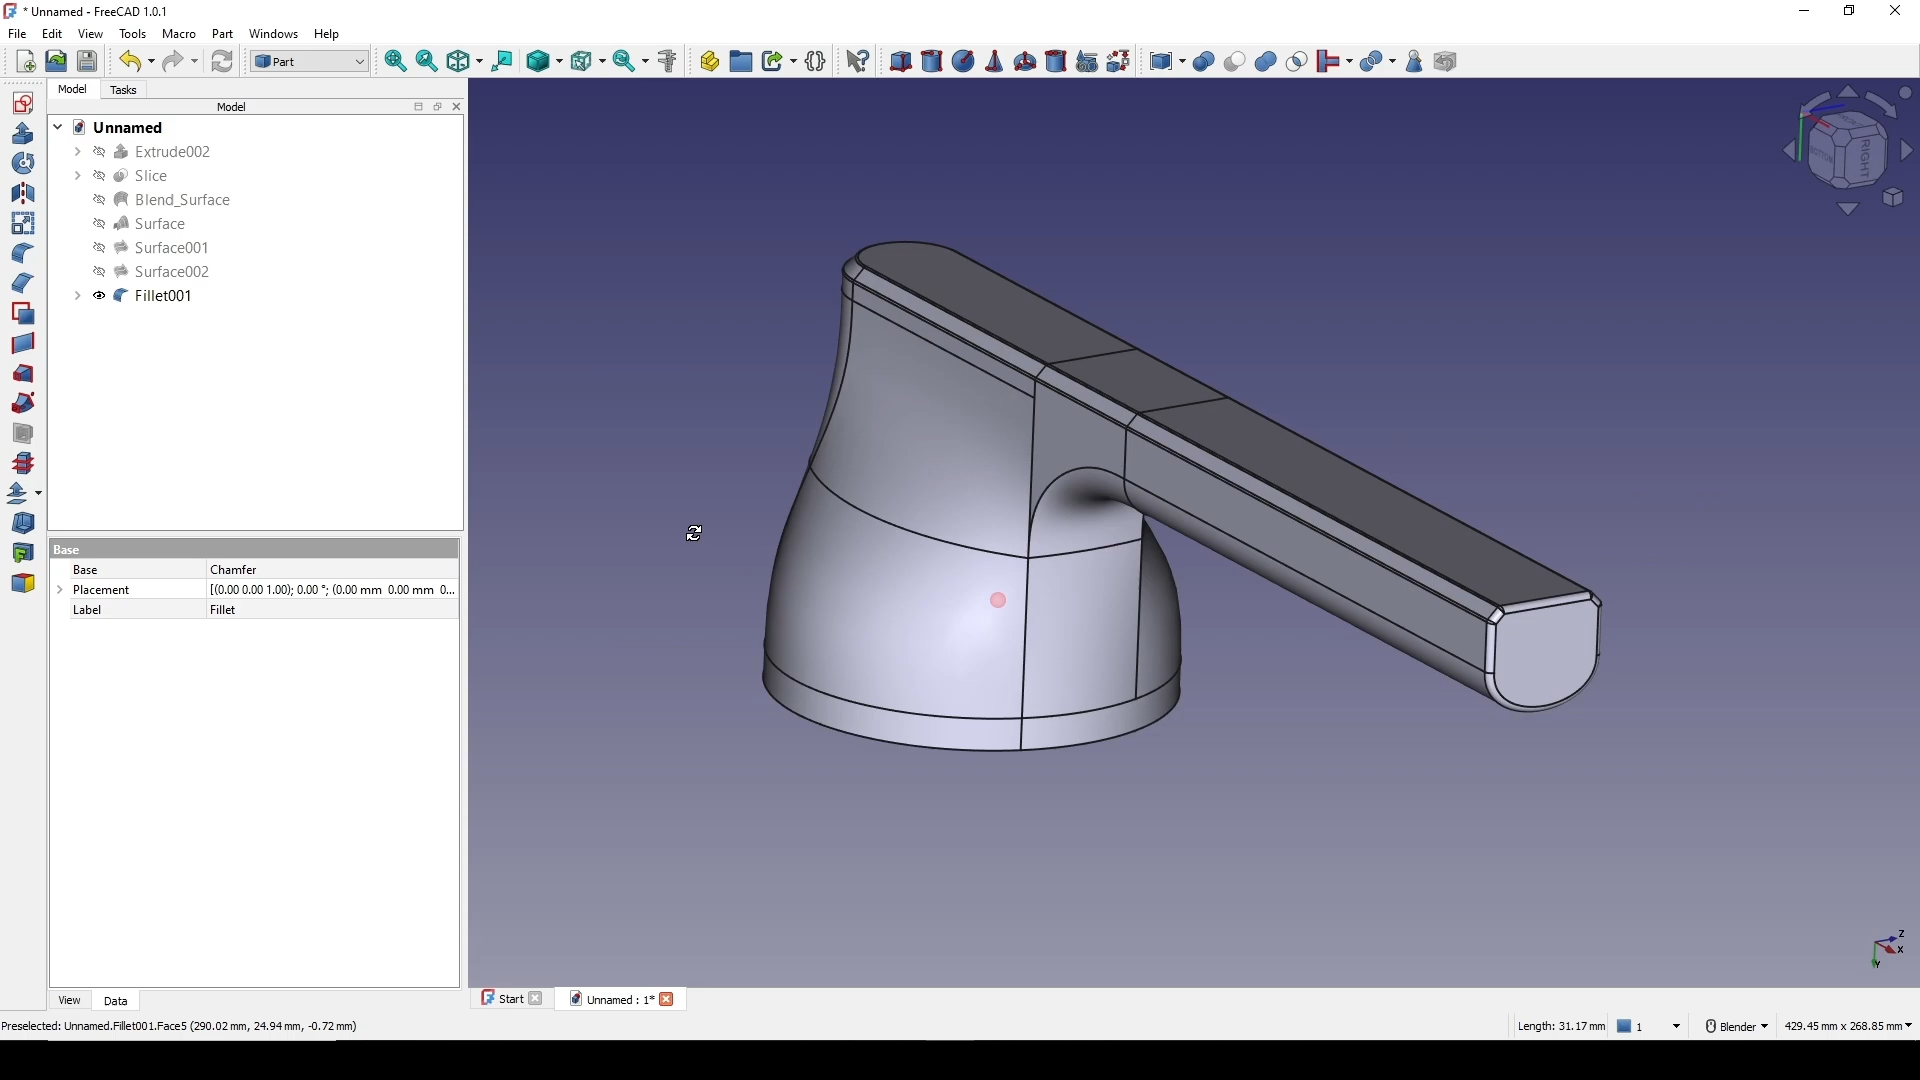 * Unnamed - FreeCAD 1.0.1
File Edit View Tools Macro Part Windows Help
Part
Model Tasks
Model
Unnamed
Extrude002
Slice
Blend_Surface
Surface
Surface001
Surface002
Fillet001
RIGHT
BOTTOM
Base
Base Chamfer
Placement [(0.00 0.00 1.00); 0.00 °; (0.00 mm 0.00 mm 0...
Label Fillet
Z
X
Y
View Data
Start Unnamed : 1*
Preselected: Unnamed.Fillet001.Face5 (290.02 mm, 24.94 mm, -0.72 mm)
Length: 31.17 mm 1 Blender 429.45 mm x 268.85 mm